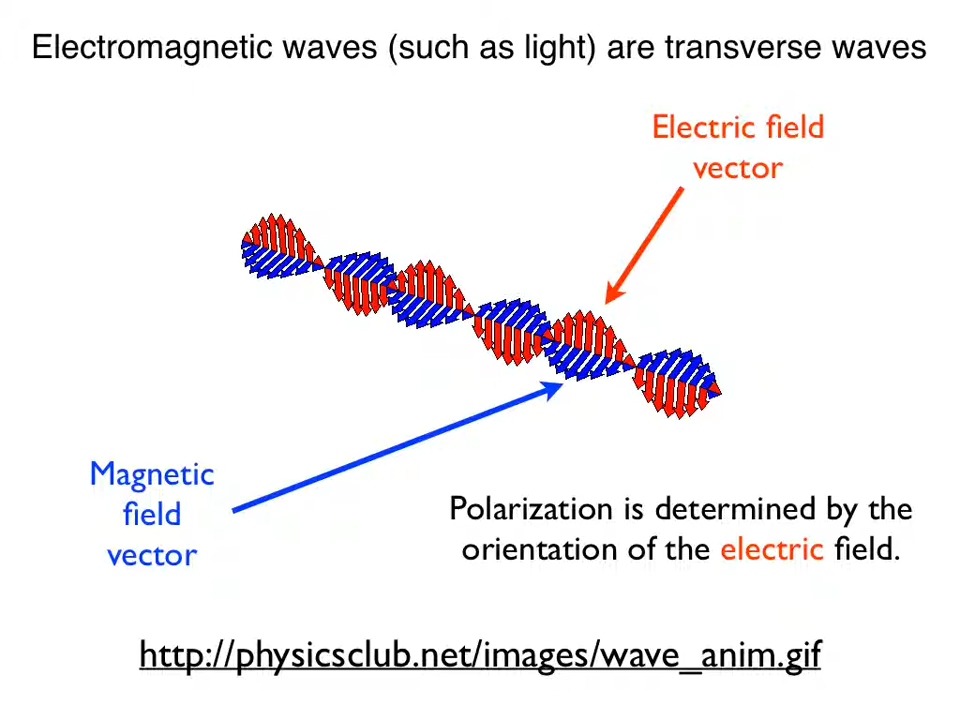 Electromagnetic waves (such as light) are transverse waves
Electric field
vector
Magnetic
field
vector
Polarization is determined by the
orientation of the electric field.
http://physicsclub.net/images/wave_anim.gif